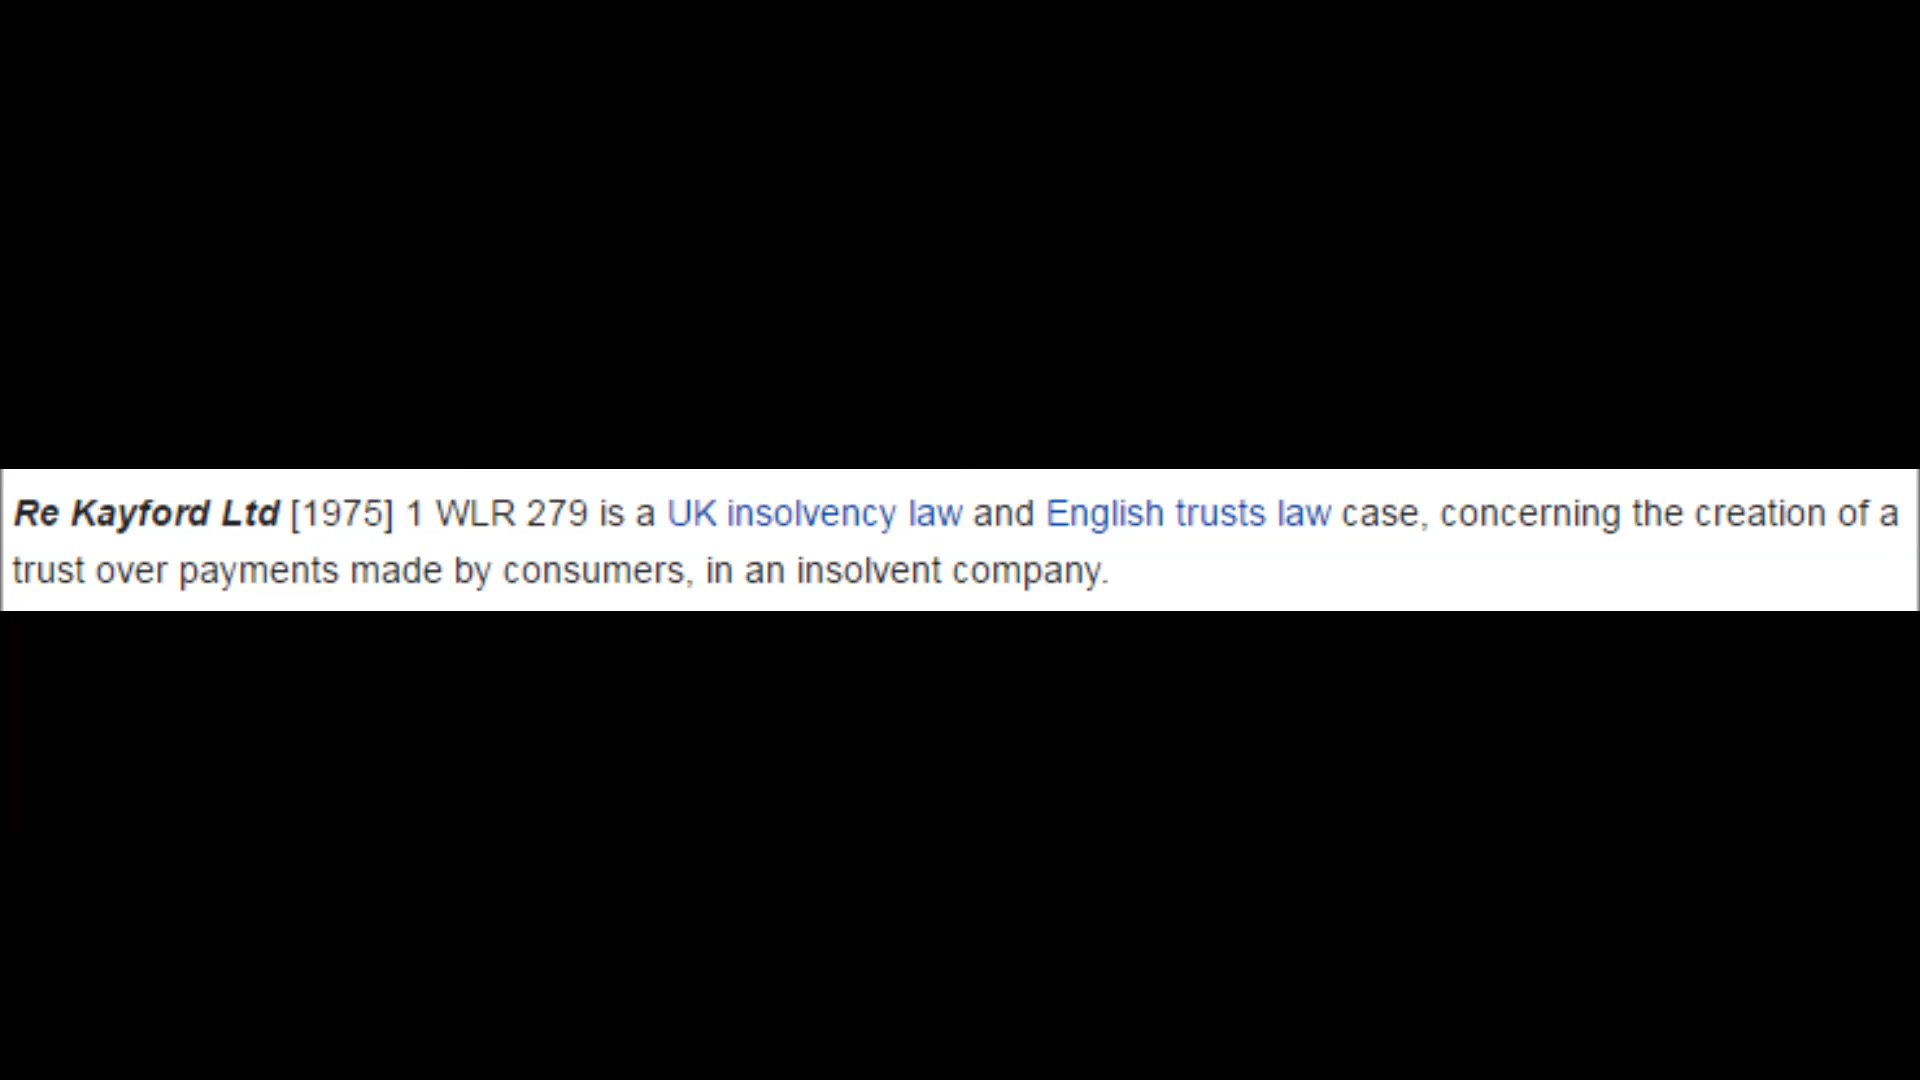 Re Kayford Ltd [1975] 1 WLR 279 is a UK insolvency law and English trusts law case, concerning the creation of a
trust over payments made by consumers, in an insolvent company.